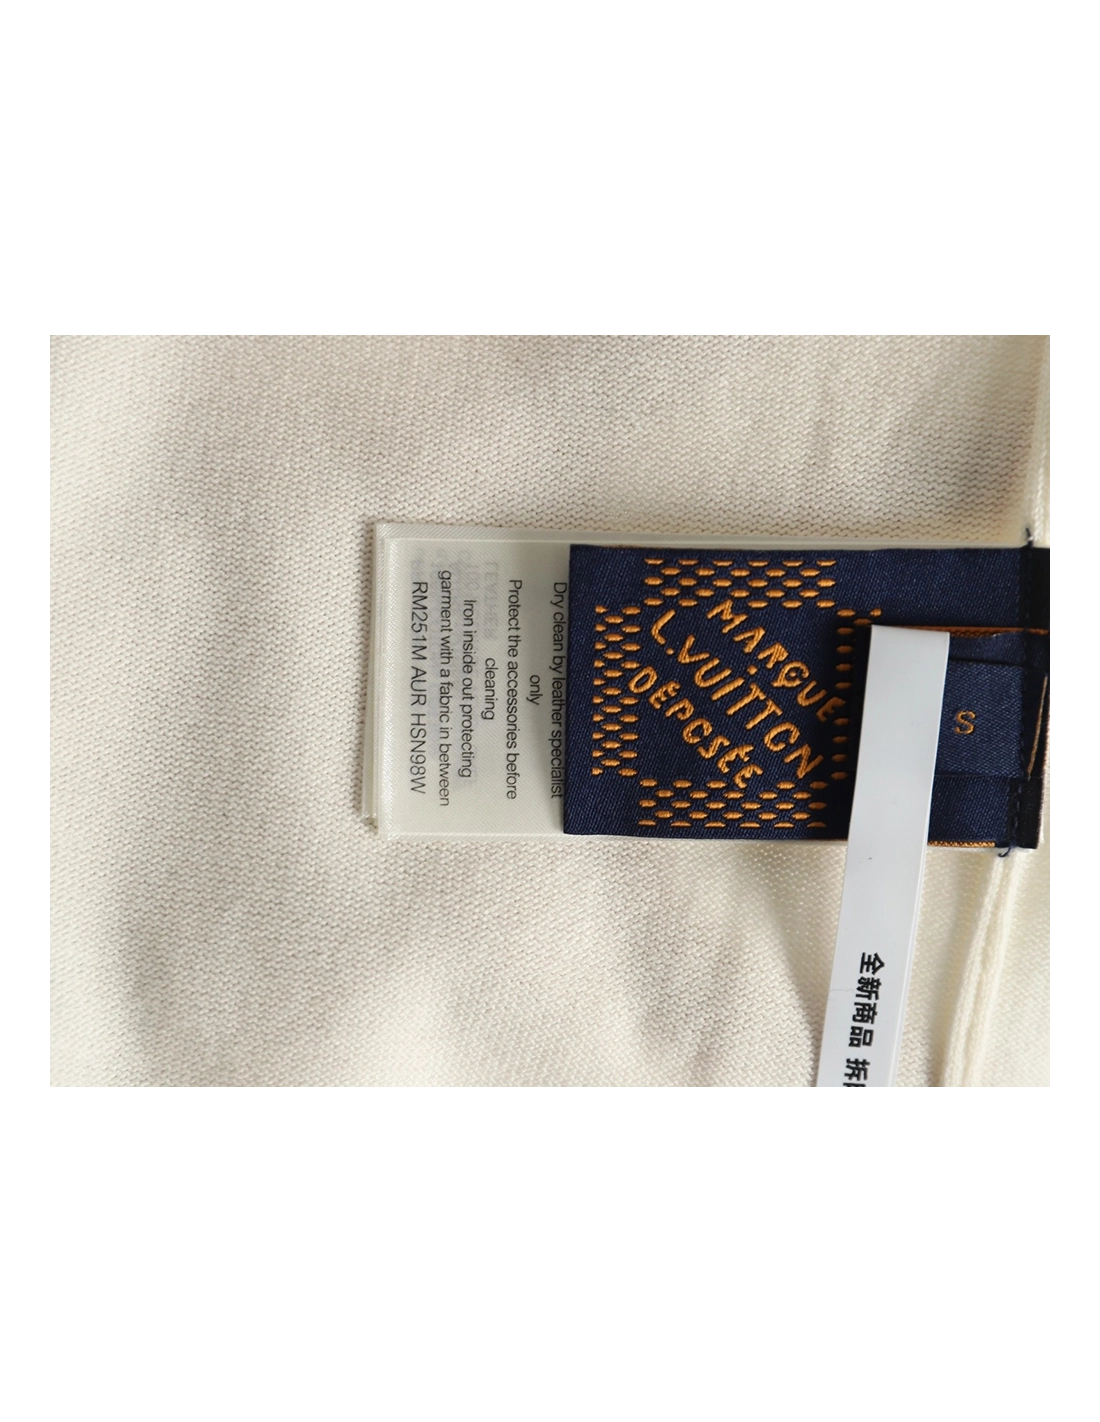 MARQUE
L.VUITTON
DÉPOSÉE
S
Dry clean by leather specialist
only
Protect the accessories before
cleaning
Iron inside out protecting
garment with a fabric in between
RM251M AUR HSN98W
全新商品 拆